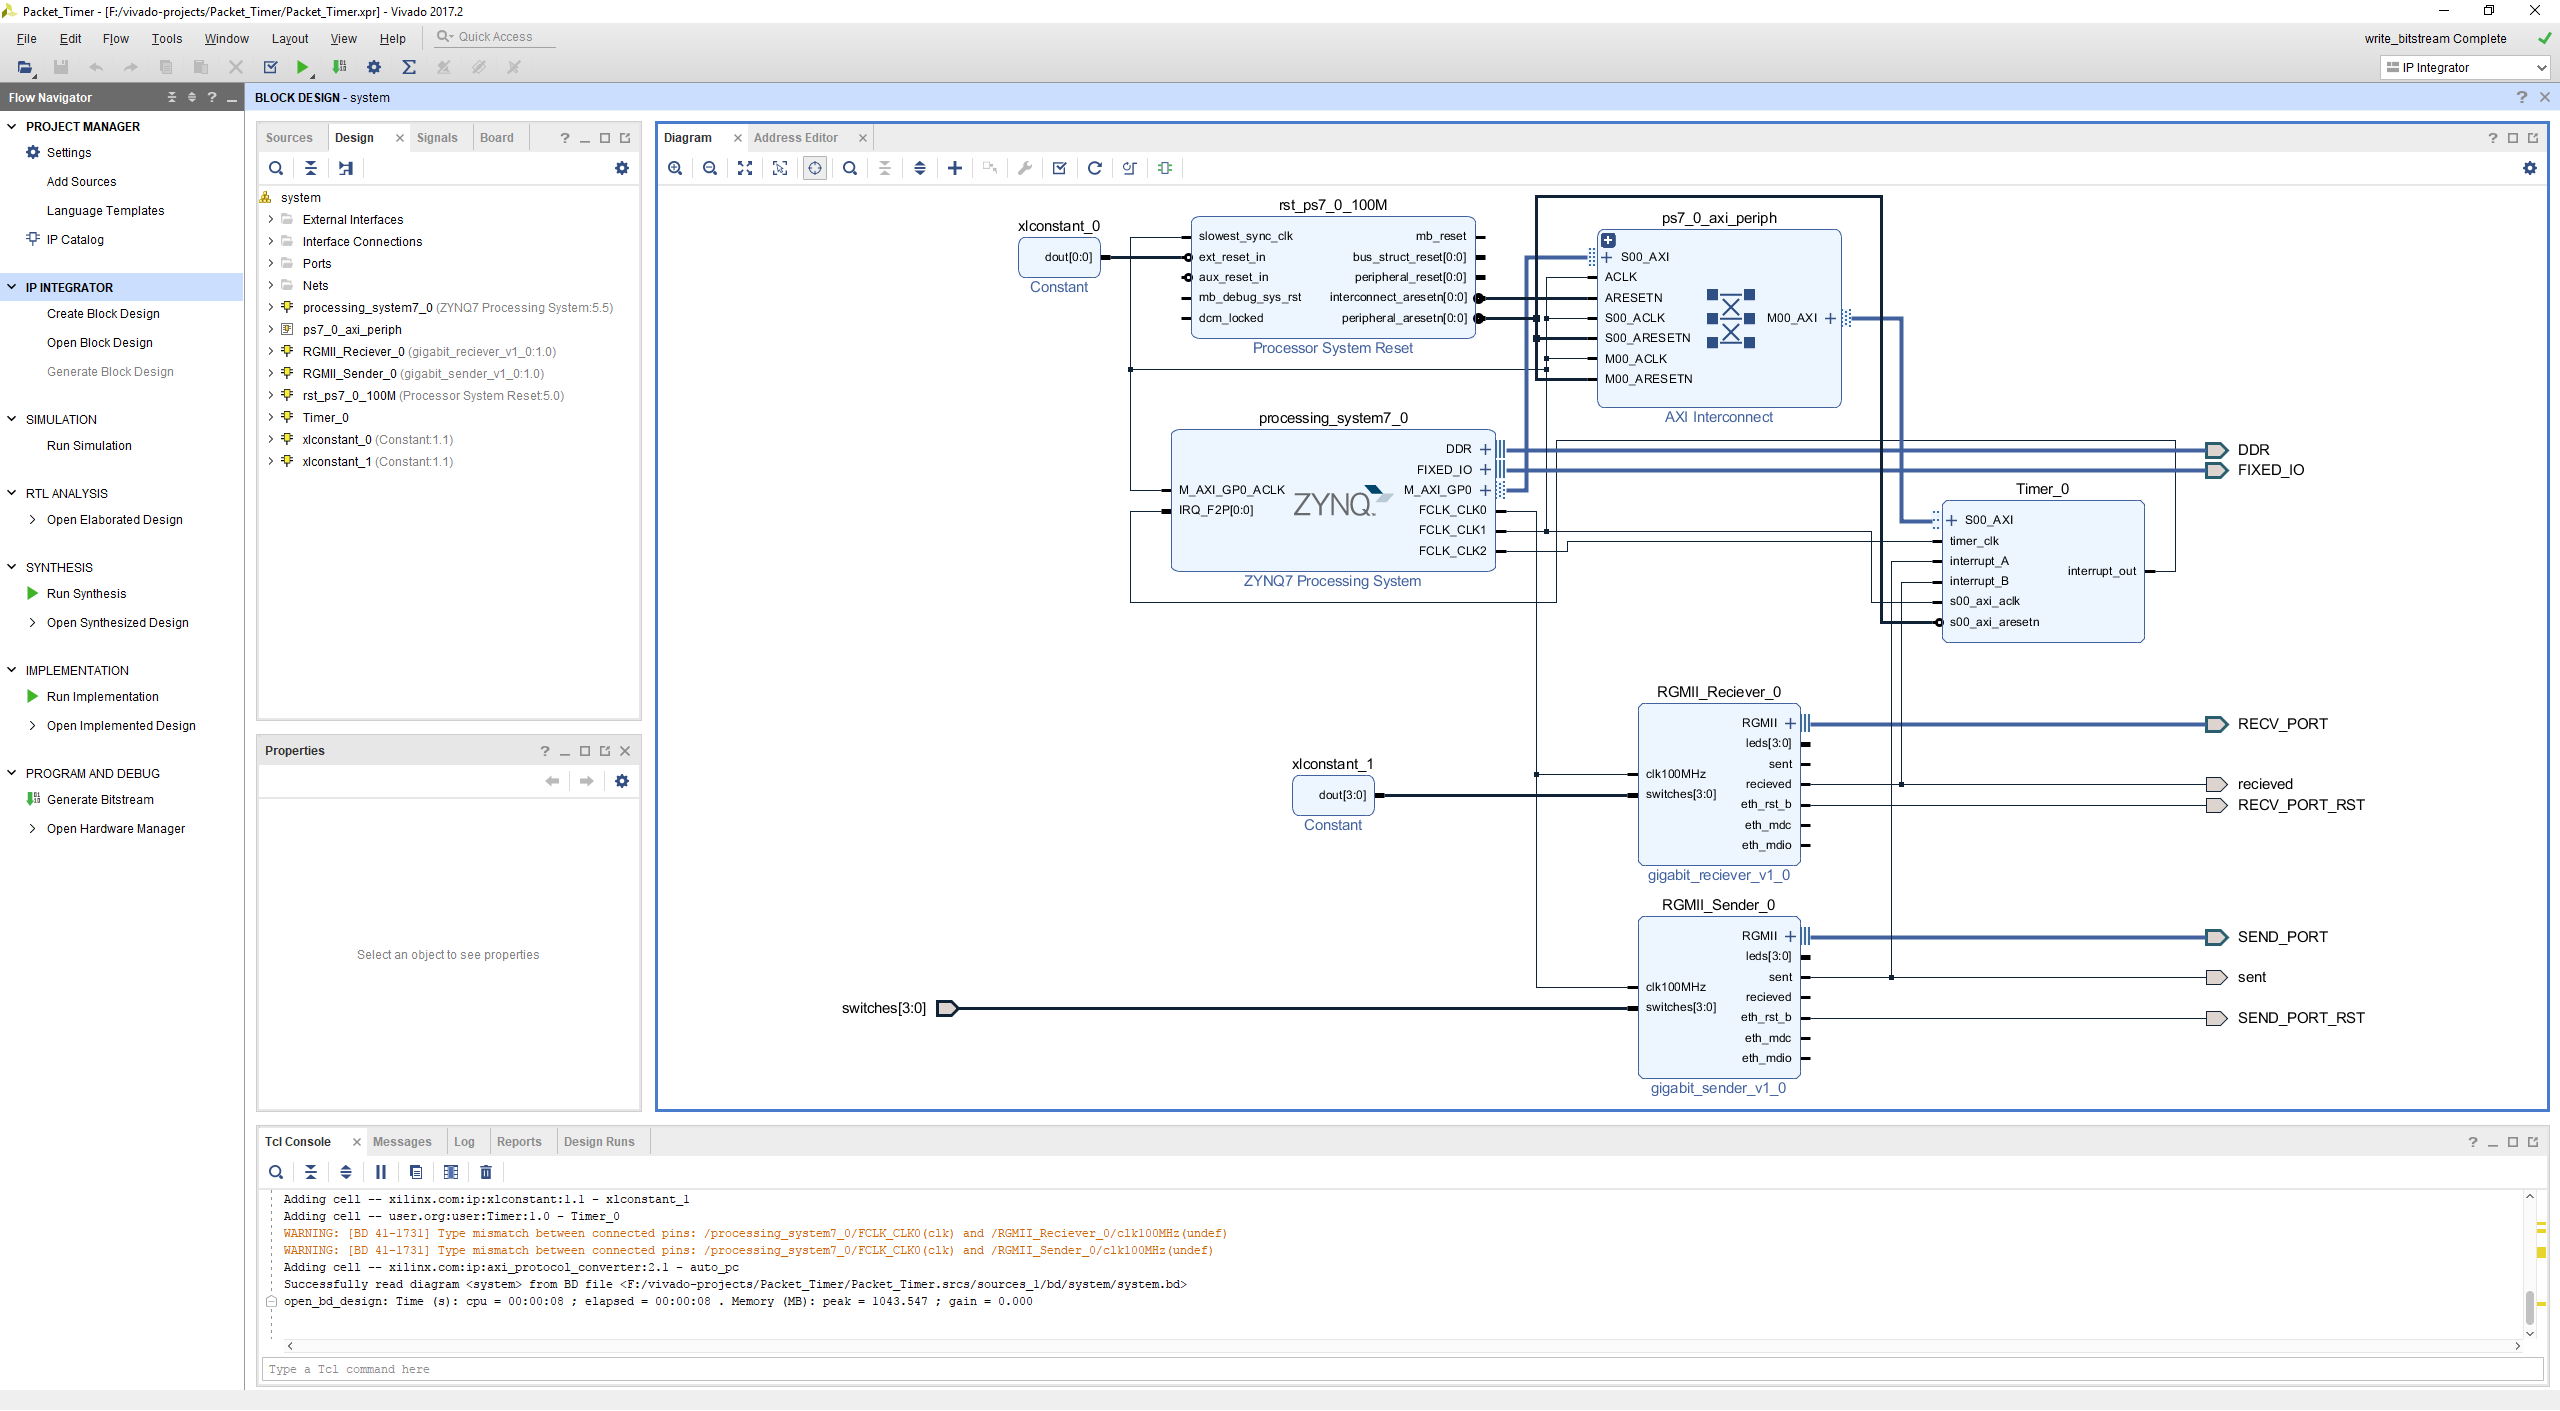 Packet_Timer - [F:/vivado-projects/Packet_Timer/Packet_Timer.xpr] - Vivado 2017.2
File Edit Flow Tools Window Layout View Help Quick Access
write_bitstream Complete
IP Integrator
Flow Navigator
PROJECT MANAGER
Settings
Add Sources
Language Templates
IP Catalog
IP INTEGRATOR
Create Block Design
Open Block Design
Generate Block Design
SIMULATION
Run Simulation
RTL ANALYSIS
Open Elaborated Design
SYNTHESIS
Run Synthesis
Open Synthesized Design
IMPLEMENTATION
Run Implementation
Open Implemented Design
PROGRAM AND DEBUG
Generate Bitstream
Open Hardware Manager
BLOCK DESIGN - system
Sources Design Signals Board
system
External Interfaces
Interface Connections
Ports
Nets
processing_system7_0 (ZYNQ7 Processing System:5.5)
ps7_0_axi_periph
RGMII_Reciever_0 (gigabit_reciever_v1_0:1.0)
RGMII_Sender_0 (gigabit_sender_v1_0:1.0)
rst_ps7_0_100M (Processor System Reset:5.0)
Timer_0
xlconstant_0 (Constant:1.1)
xlconstant_1 (Constant:1.1)
Properties
Select an object to see properties
Diagram Address Editor
xlconstant_0
dout[0:0]
Constant
rst_ps7_0_100M
slowest_sync_clk
ext_reset_in
aux_reset_in
mb_debug_sys_rst
dcm_locked
mb_reset
bus_struct_reset[0:0]
peripheral_reset[0:0]
interconnect_aresetn[0:0]
peripheral_aresetn[0:0]
Processor System Reset
ps7_0_axi_periph
S00_AXI
ACLK
ARESETN
S00_ACLK
S00_ARESETN
M00_ACLK
M00_ARESETN
M00_AXI
AXI Interconnect
processing_system7_0
M_AXI_GP0_ACLK
IRQ_F2P[0:0]
ZYNQ
DDR
FIXED_IO
M_AXI_GP0
FCLK_CLK0
FCLK_CLK1
FCLK_CLK2
ZYNQ7 Processing System
DDR
FIXED_IO
Timer_0
S00_AXI
timer_clk
interrupt_A
interrupt_B
s00_axi_aclk
s00_axi_aresetn
interrupt_out
RGMII_Reciever_0
clk100MHz
switches[3:0]
RGMII
leds[3:0]
sent
recieved
eth_rst_b
eth_mdc
eth_mdio
gigabit_reciever_v1_0
xlconstant_1
dout[3:0]
Constant
RECV_PORT
recieved
RECV_PORT_RST
RGMII_Sender_0
clk100MHz
switches[3:0]
RGMII
leds[3:0]
sent
recieved
eth_rst_b
eth_mdc
eth_mdio
gigabit_sender_v1_0
switches[3:0]
SEND_PORT
sent
SEND_PORT_RST
Tcl Console Messages Log Reports Design Runs
Adding cell -- xilinx.com:ip:xlconstant:1.1 - xlconstant_1
Adding cell -- user.org:user:Timer:1.0 - Timer_0
WARNING: [BD 41-1731] Type mismatch between connected pins: /processing_system7_0/FCLK_CLK0(clk) and /RGMII_Reciever_0/clk100MHz(undef)
WARNING: [BD 41-1731] Type mismatch between connected pins: /processing_system7_0/FCLK_CLK0(clk) and /RGMII_Sender_0/clk100MHz(undef)
Adding cell -- xilinx.com:ip:axi_protocol_converter:2.1 - auto_pc
Successfully read diagram <system> from BD file <F:/vivado-projects/Packet_Timer/Packet_Timer.srcs/sources_1/bd/system/system.bd>
open_bd_design: Time (s): cpu = 00:00:08 ; elapsed = 00:00:08 . Memory (MB): peak = 1043.547 ; gain = 0.000
Type a Tcl command here